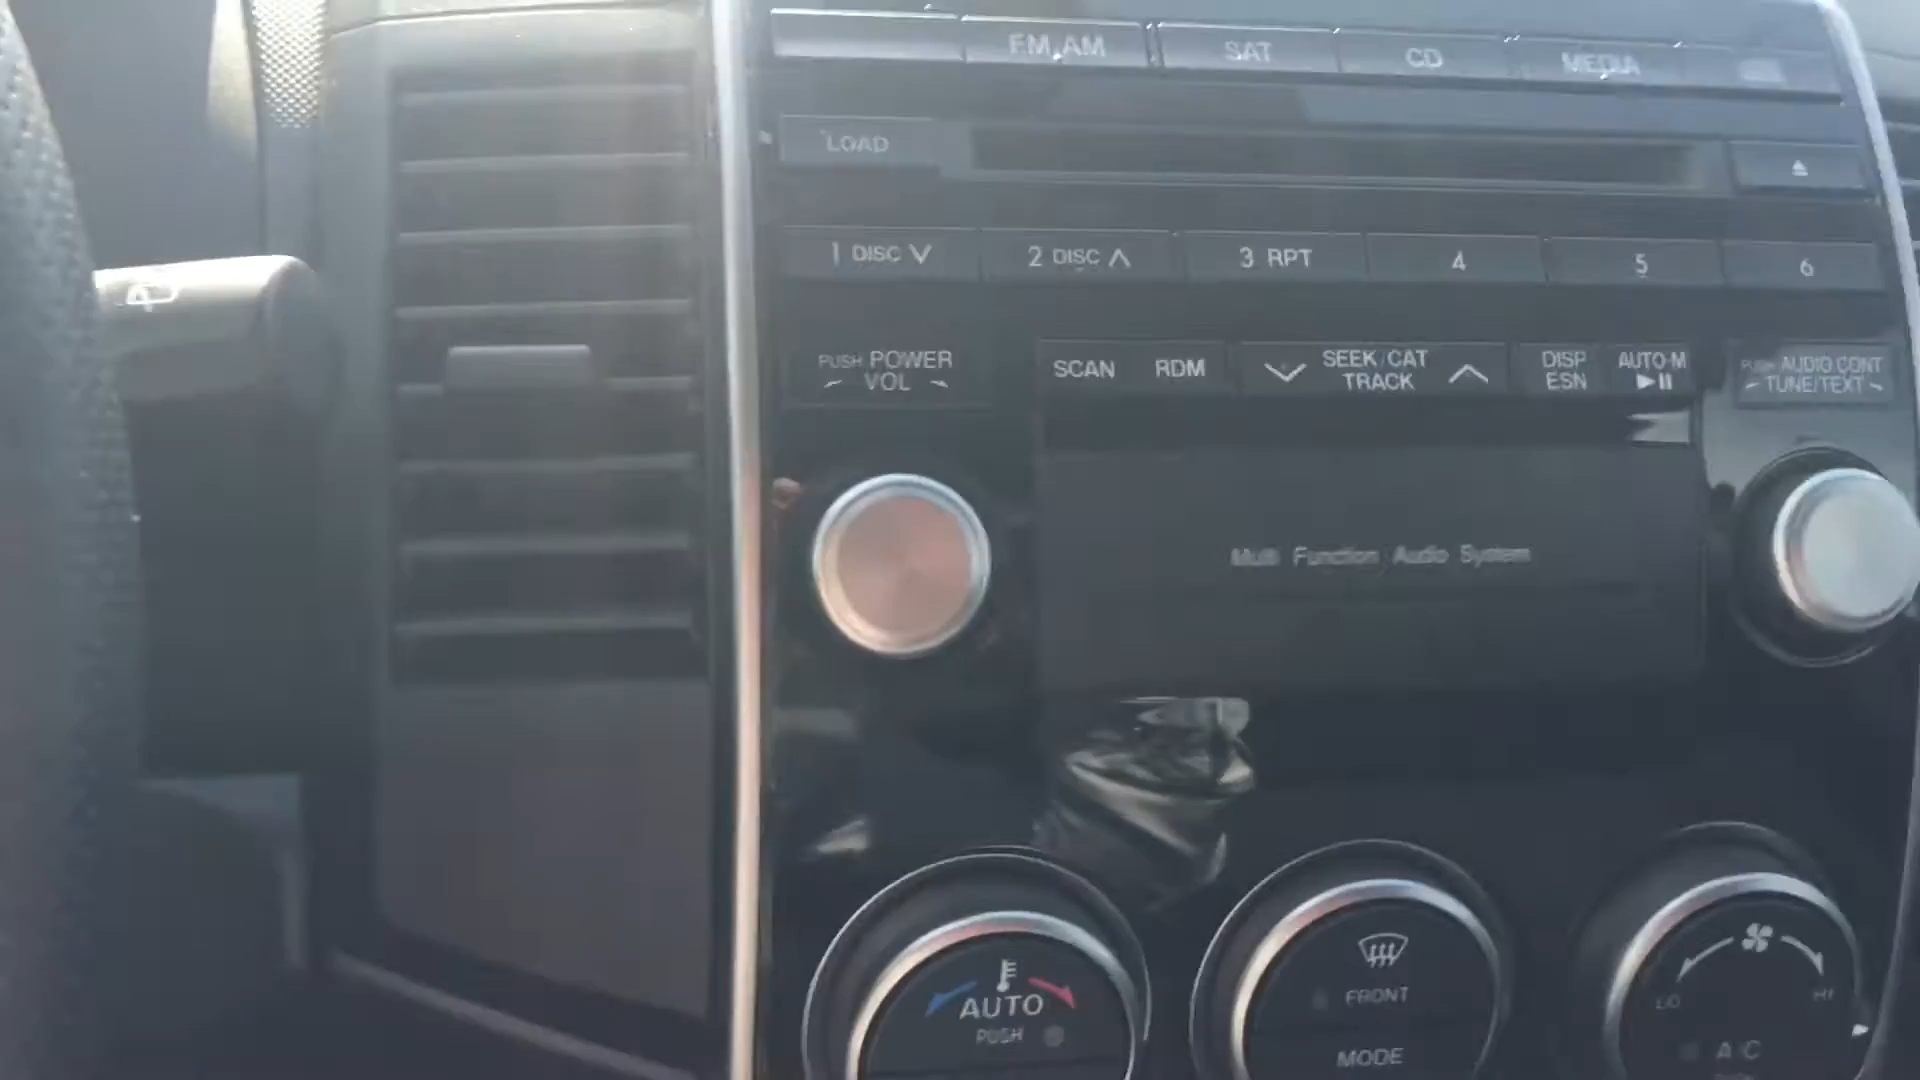 FM AM SAT CD MEDIA
LOAD
1 DISC 2 DISC 3 RPT 4 5 6
PUSH POWER
VOL
SCAN RDM
SEEK/CAT
TRACK
DISP
ESN
AUTO-M
PUSH AUDIO CONT
TUNE/TEXT
Multi Function Audio System
AUTO
PUSH
FRONT
MODE
LO HI
A/C